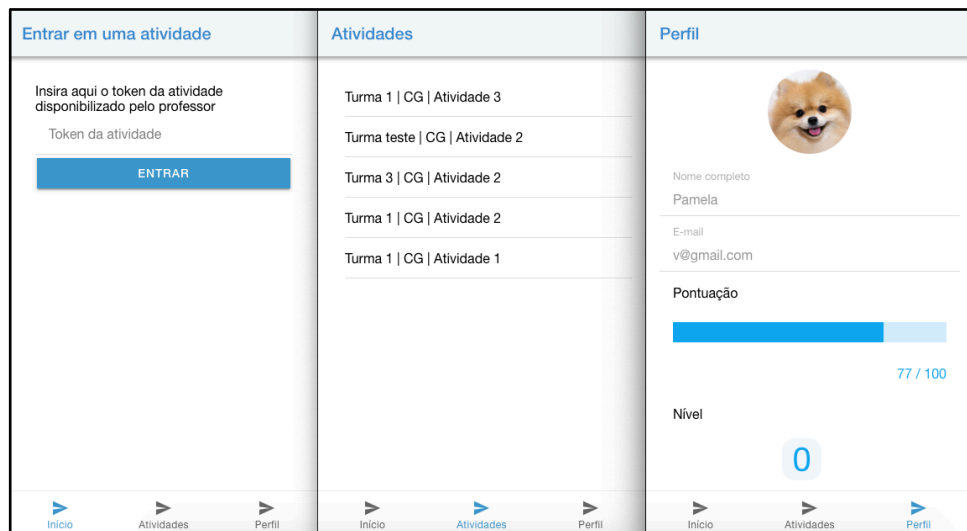 Entrar em uma atividade
Insira aqui o token da atividade
disponibilizado pelo professor
Token da atividade
ENTRAR
Início
Atividades
Perfil
Atividades
Turma 1 | CG | Atividade 3
Turma teste | CG | Atividade 2
Turma 3 | CG | Atividade 2
Turma 1 | CG | Atividade 2
Turma 1 | CG | Atividade 1
Início
Atividades
Perfil
Perfil
Nome completo
Pamela
E-mail
v@gmail.com
Pontuação
77 / 100
Nível
0
Início
Atividades
Perfil